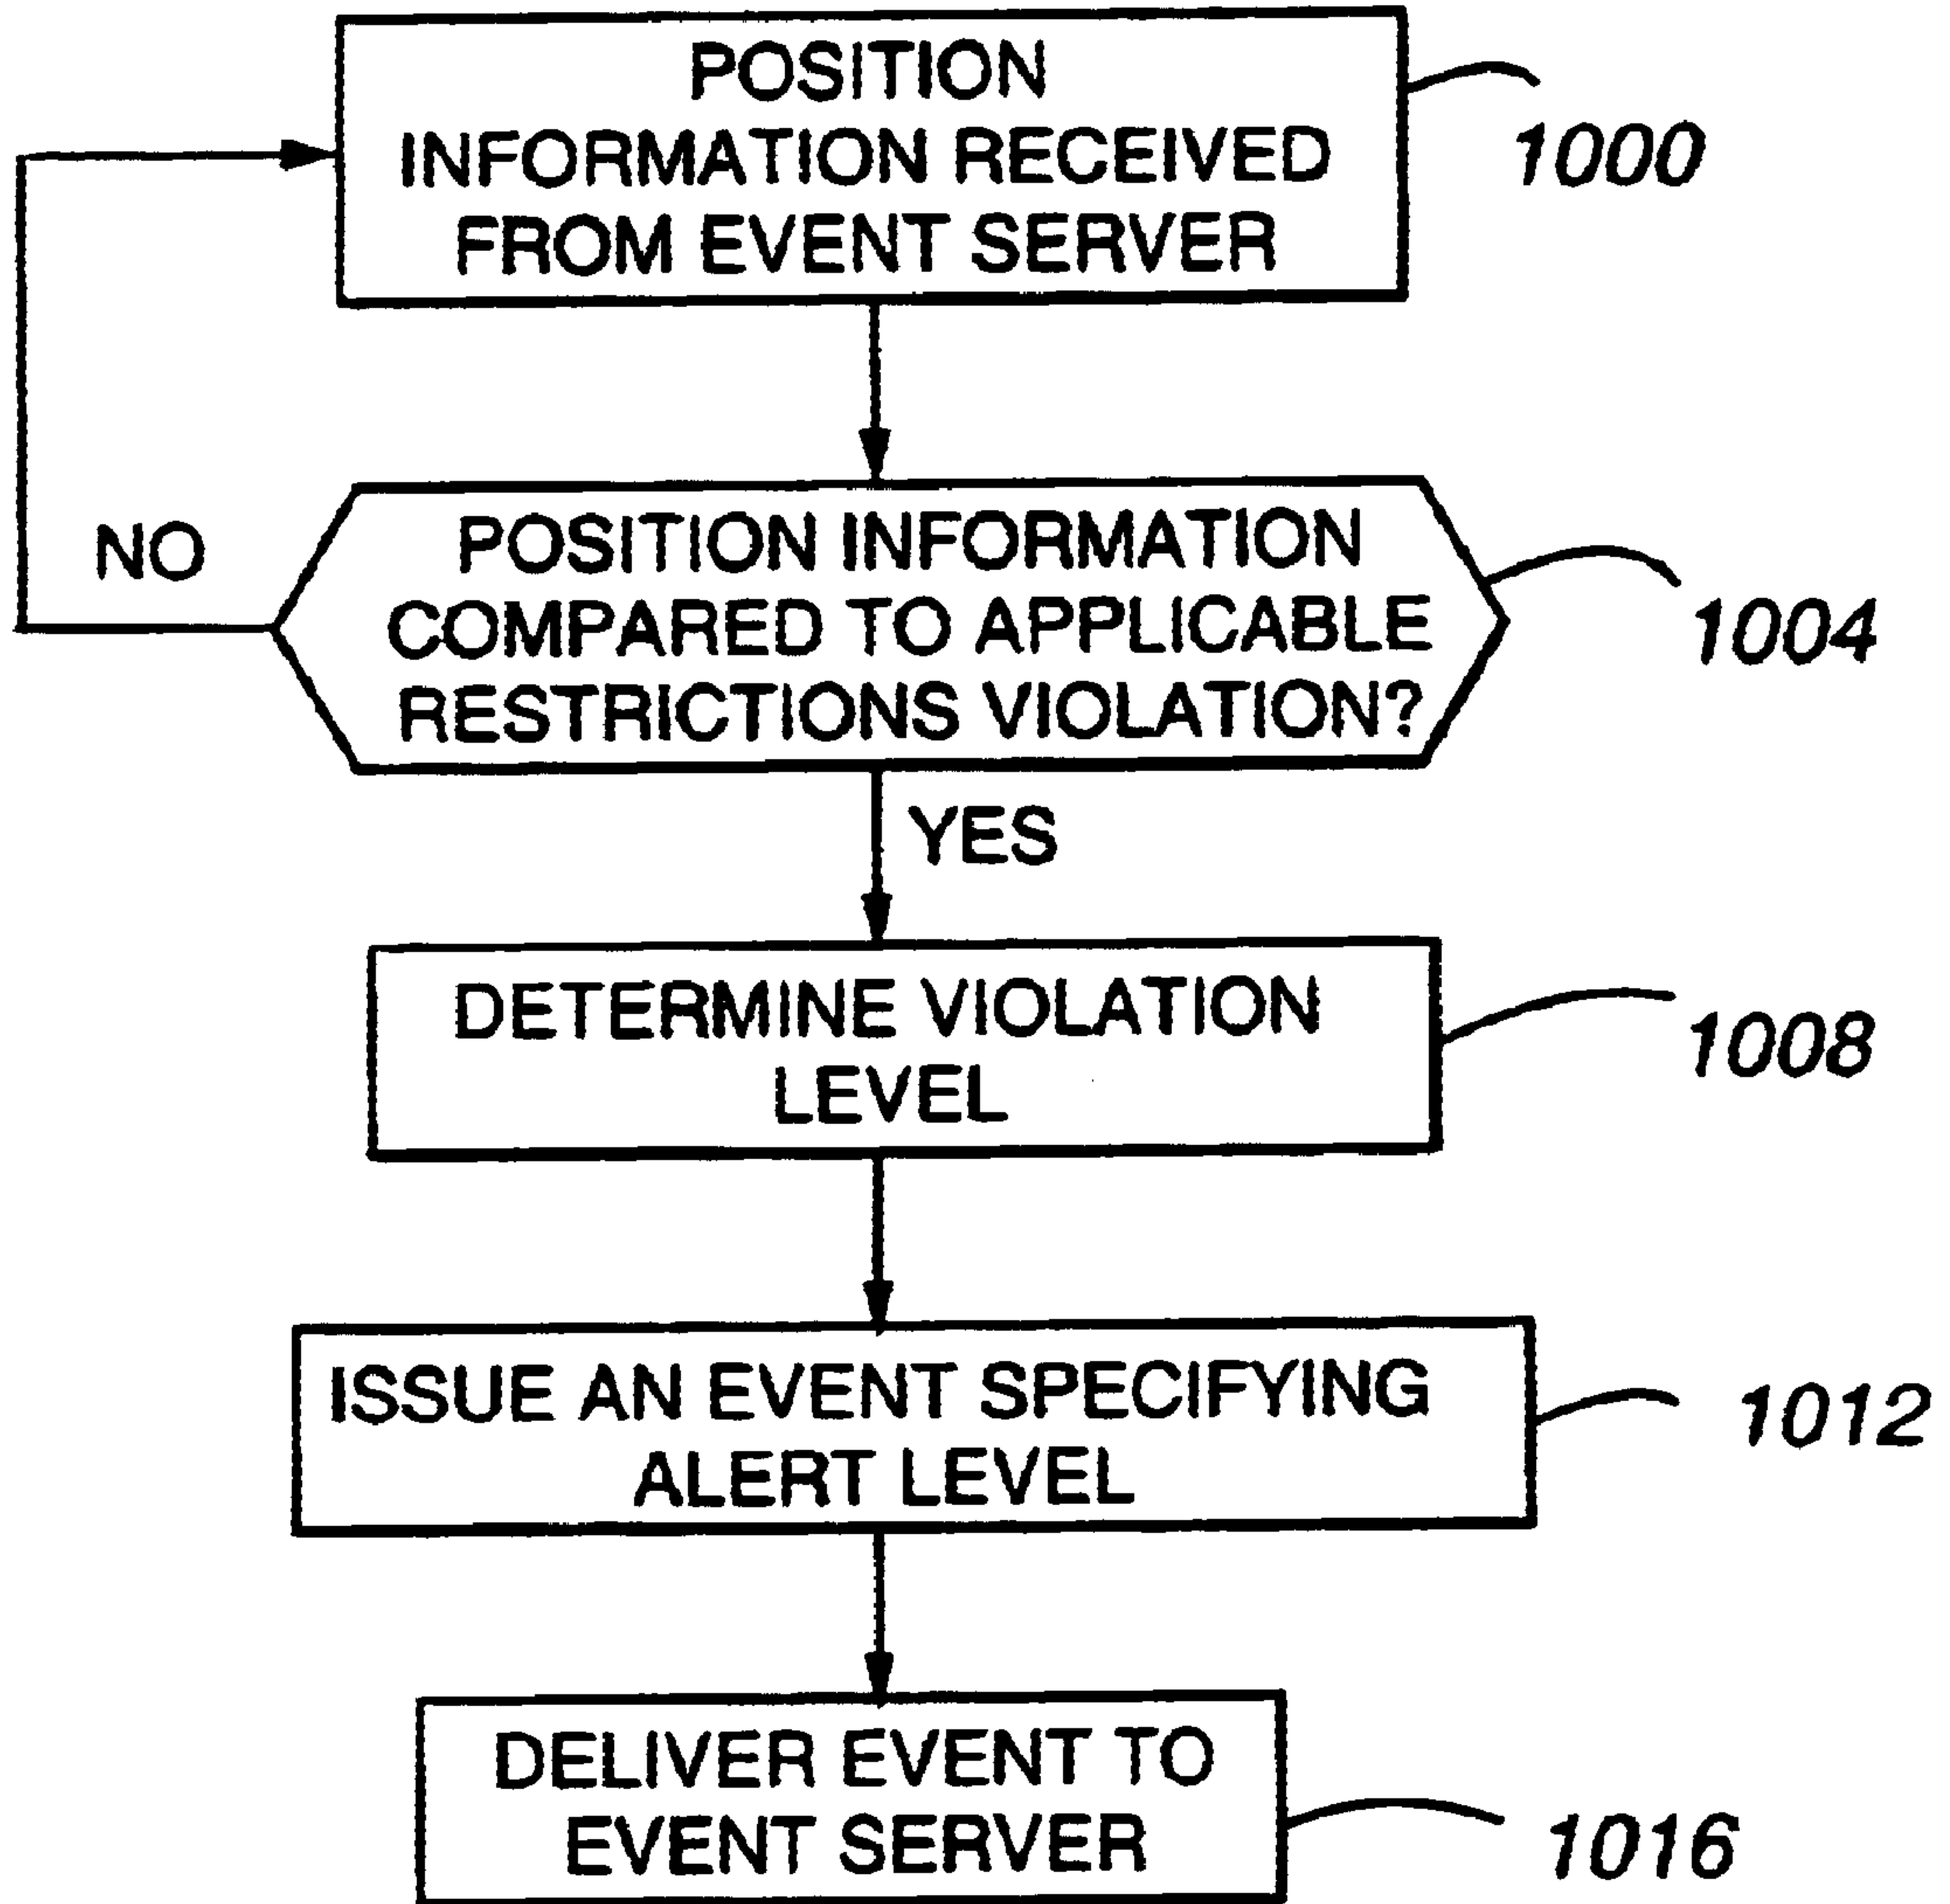 POSITION
INFORMATION RECEIVED
FROM EVENT SERVER
1000
NO
POSITION INFORMATION
COMPARED TO APPLICABLE
RESTRICTIONS VIOLATION?
1004
YES
DETERMINE VIOLATION
LEVEL
1008
ISSUE AN EVENT SPECIFYING
ALERT LEVEL
1012
DELIVER EVENT TO
EVENT SERVER
1016